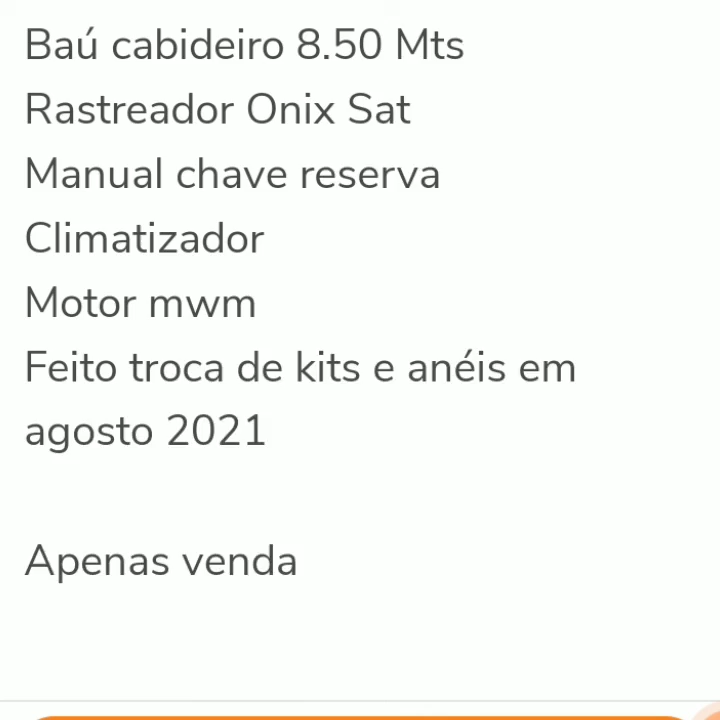 Baú cabideiro 8.50 Mts
Rastreador Onix Sat
Manual chave reserva
Climatizador
Motor mwm
Feito troca de kits e anéis em
agosto 2021
Apenas venda